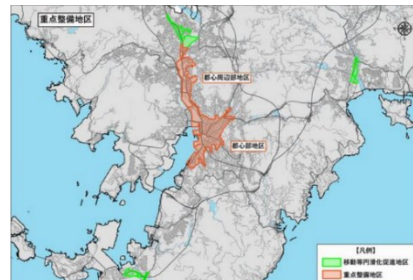 重点整備地区
都心周辺部地区
都心部地区
【凡例】
移動等円滑化促進地区
重点整備地区